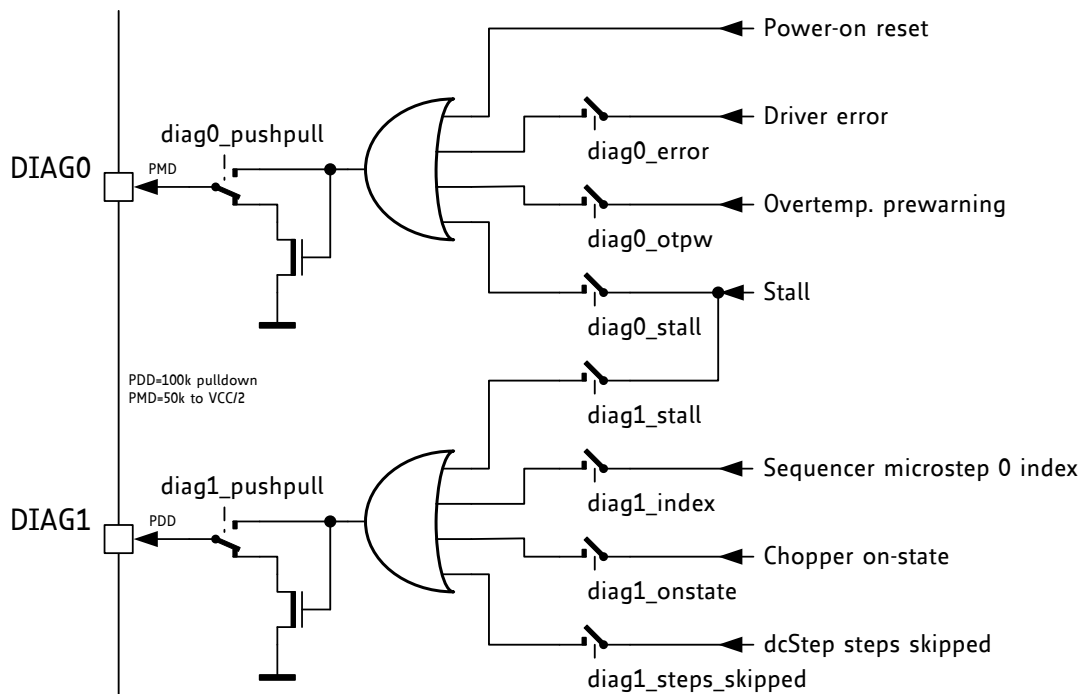 Power-on reset
Driver error
diag0_pushpull
diag0_error
DIAG0
PMD
Overtemp. prewarning
diag0_otpw
Stall
diag0_stall
PDD=100k pulldown
PMD=50k to VCC/2
diag1_stall
Sequencer microstep 0 index
diag1_pushpull
diag1_index
DIAG1
PDD
Chopper on-state
diag1_onstate
dcStep steps skipped
diag1_steps_skipped